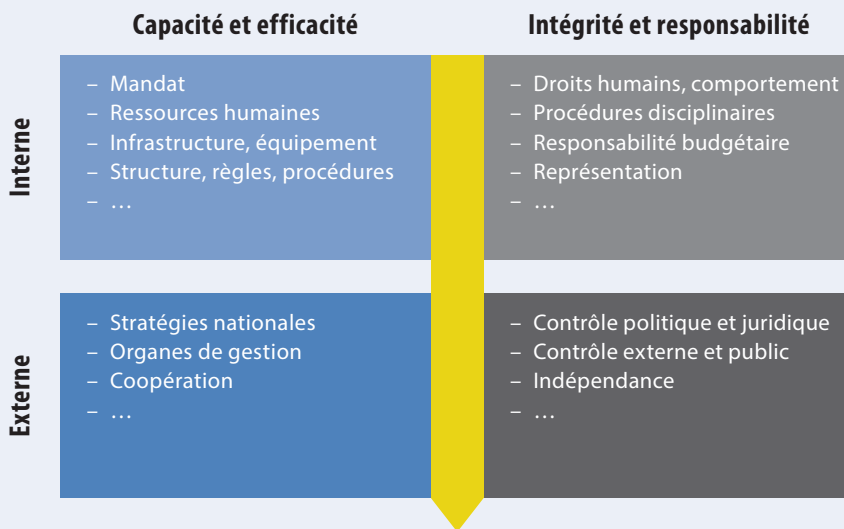 Capacité et efficacité
Intégrité et responsabilité
Interne
– Mandat
– Ressources humaines
– Infrastructure, équipement
– Structure, règles, procédures
– …
– Droits humains, comportement
– Procédures disciplinaires
– Responsabilité budgétaire
– Représentation
– …
Externe
– Stratégies nationales
– Organes de gestion
– Coopération
– …
– Contrôle politique et juridique
– Contrôle externe et public
– Indépendance
– …